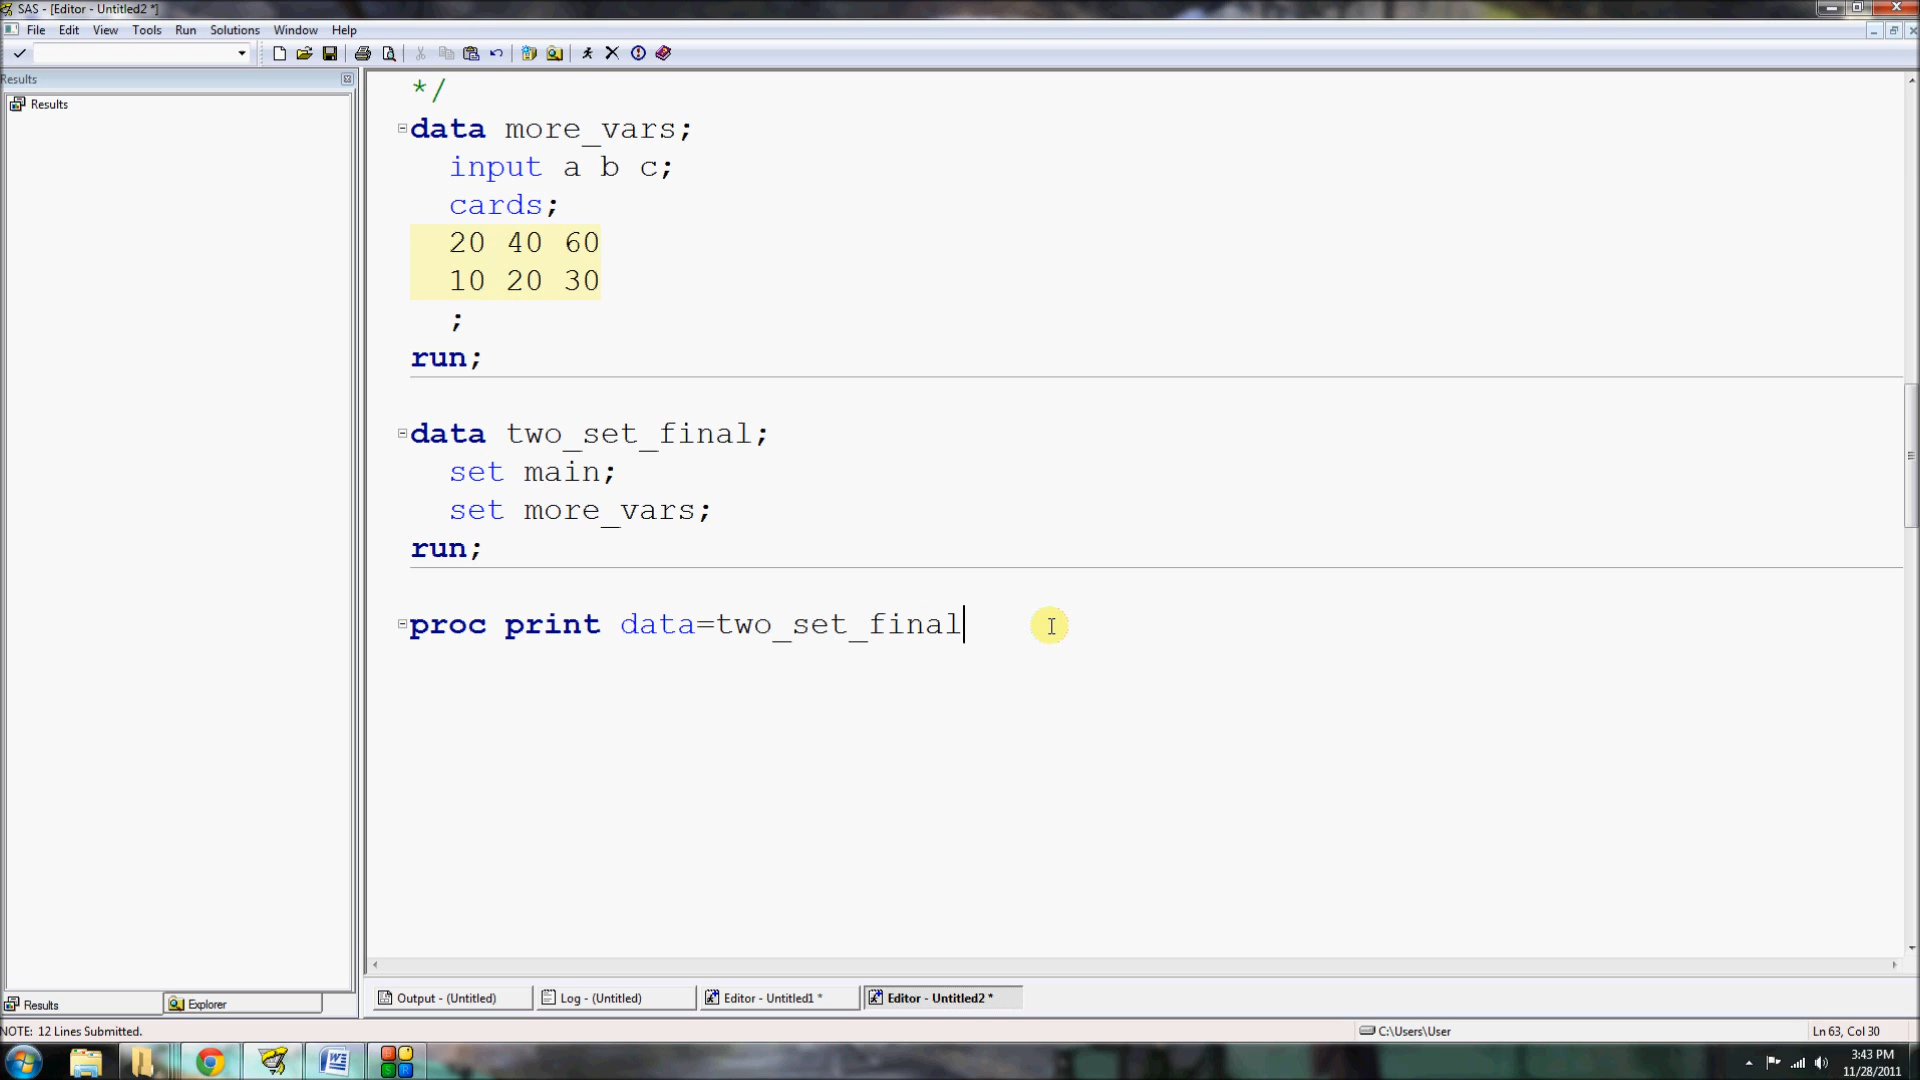 SAS - [Editor - Untitled2 *]
File Edit View Tools Run Solutions Window Help
Results
Results
*/
data more_vars;
input a b c;
cards;
20 40 60
10 20 30
;
run;
data two_set_final;
set main;
set more_vars;
run;
proc print data=two_set_final
Results Explorer
Output - (Untitled) Log - (Untitled) Editor - Untitled1 * Editor - Untitled2 *
NOTE: 12 Lines Submitted. C:\Users\User Ln 63, Col 30
3:43 PM
11/28/2011